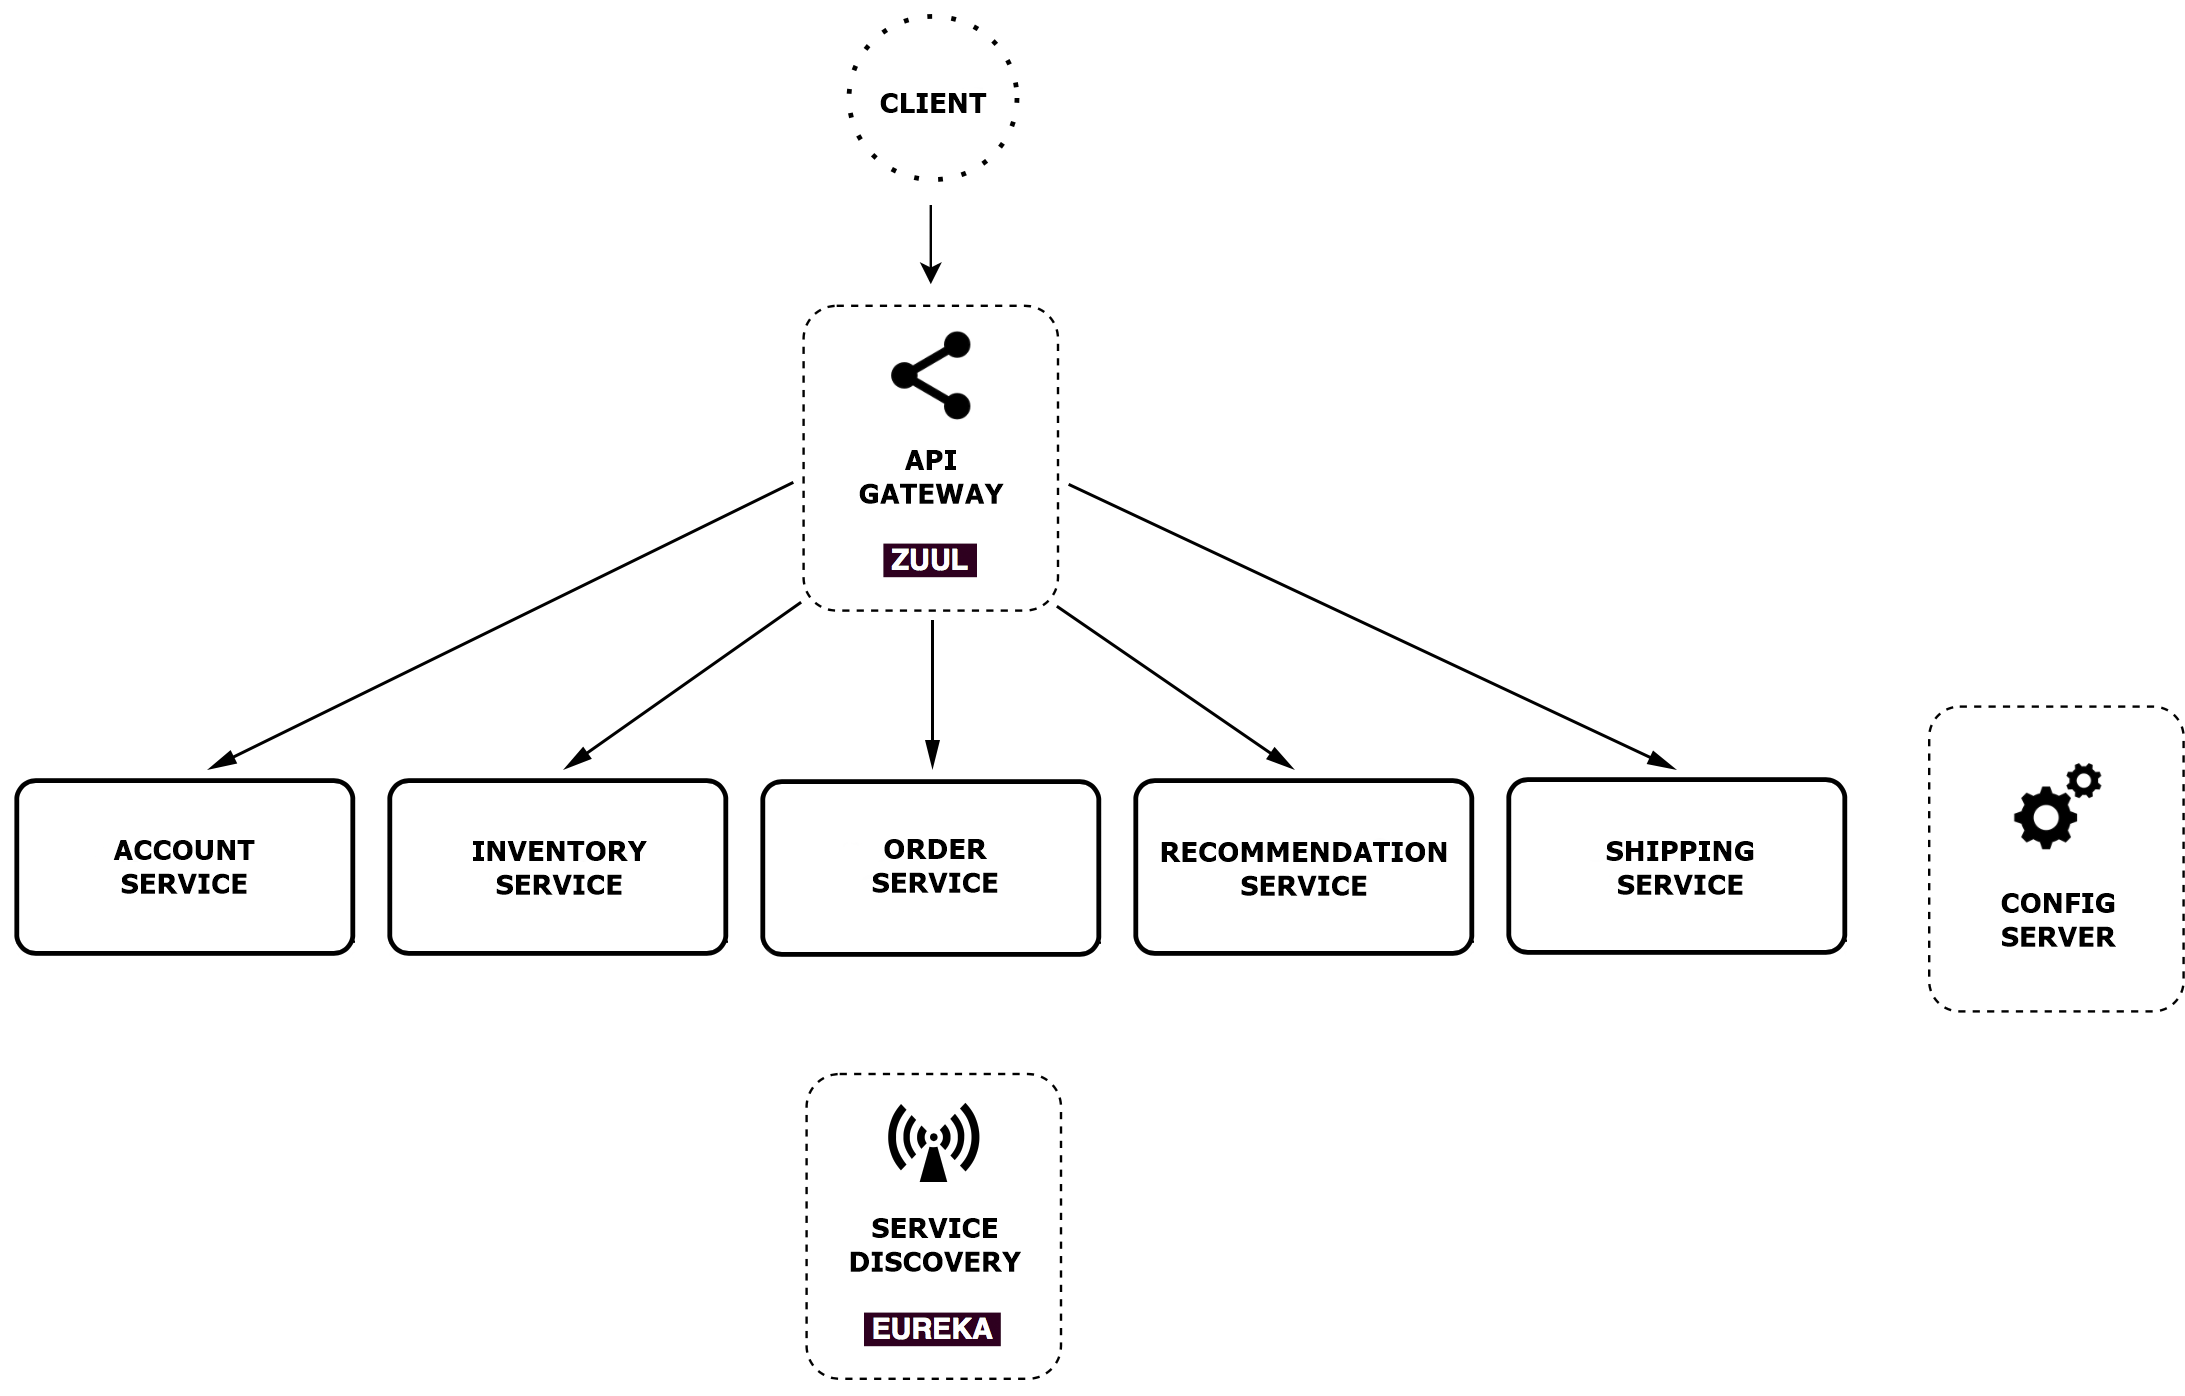 CLIENT
API
GATEWAY
ZUUL
ACCOUNT
SERVICE
INVENTORY
SERVICE
ORDER
SERVICE
RECOMMENDATION
SERVICE
SHIPPING
SERVICE
CONFIG
SERVER
SERVICE
DISCOVERY
EUREKA